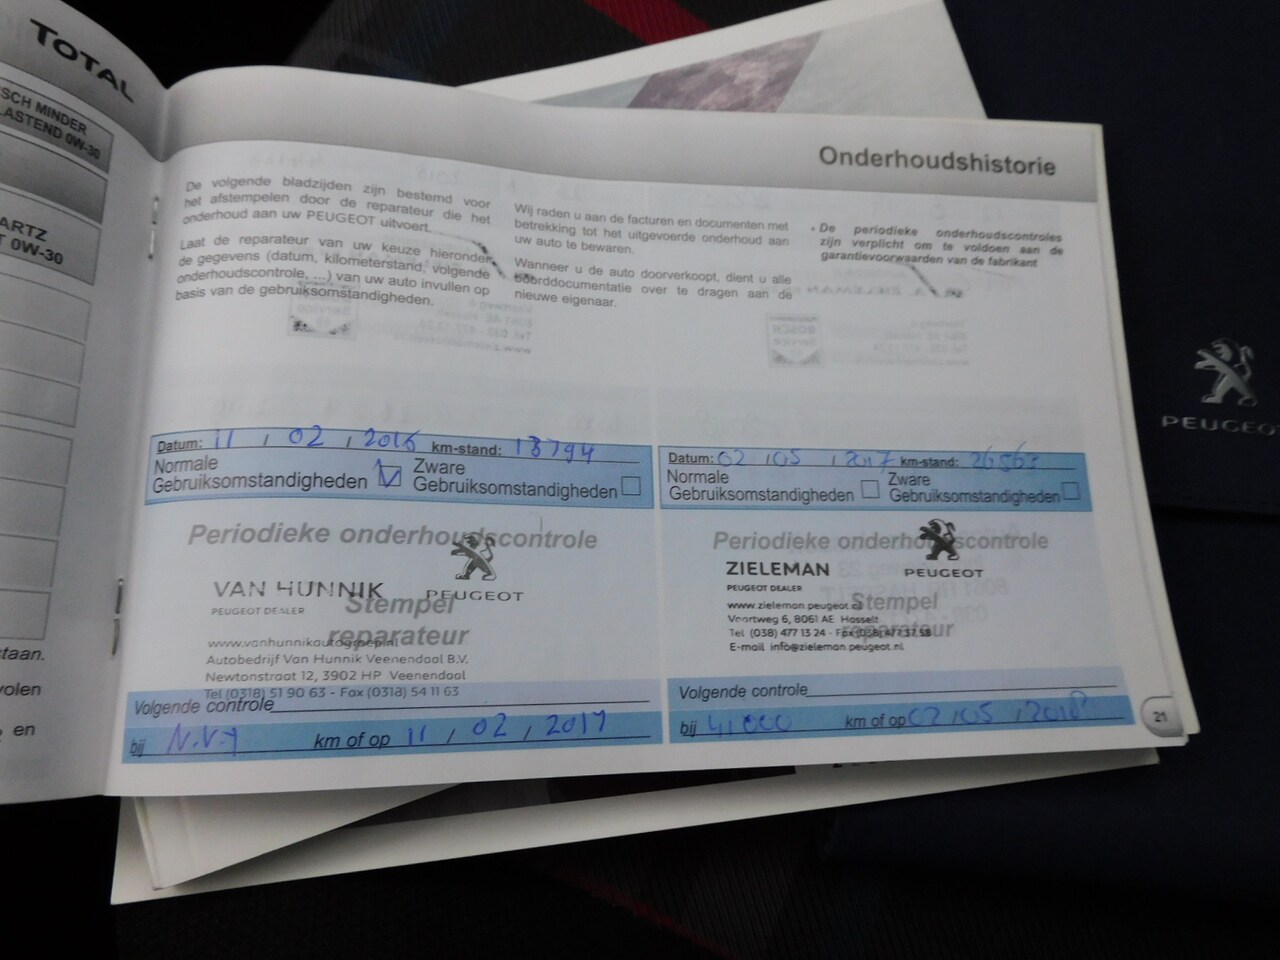 TOTAL
SCH MINDER
LASTEND 0W-30
ARTZ
T 0W-30
taan.
volen
en
Onderhoudshistorie
De volgende bladzijden zijn bestemd voor
het afstempelen door de reparateur die het
onderhoud aan uw PEUGEOT uitvoert.
Laat de reparateur van uw keuze hieronder
de gegevens (datum, kilometerstand, volgende
onderhoudscontrole, ...) van uw auto invullen op
basis van de gebruiksomstandigheden.
Wij raden u aan de facturen en documenten met
betrekking tot het uitgevoerde onderhoud aan
uw auto te bewaren.
Wanneer u de auto doorverkoopt, dient u alle
boorddocumentatie over te dragen aan de
nieuwe eigenaar.
• De periodieke onderhoudscontroles
zijn verplicht om te voldoen aan de
garantievoorwaarden van de fabrikant
Datum: 11 / 02 / 2016 km-stand: 13794
Normale
Gebruiksomstandigheden
Zware
Gebruiksomstandigheden
Periodieke onderhoudscontrole
VAN HUNNIK
PEUGEOT DEALER
PEUGEOT
Stempel
reparateur
www.vanhunnikautogroep.nl
Autobedrijf Van Hunnik Veenendaal B.V.
Newtonstraat 12, 3902 HP Veenendaal
Tel (0318) 51 90 63 - Fax (0318) 54 11 63
Volgende controle
bij N.V.T km of op 11 / 02 / 2017
Datum: 02 / 05 / 2017 km-stand:
Normale
Gebruiksomstandigheden
Zware
Gebruiksomstandigheden
Periodieke onderhoudscontrole
ZIELEMAN
PEUGEOT DEALER
PEUGEOT
Stempel
reparateur
www.zieleman.peugeot.nl
Voortweg 6, 8061 AE Hasselt
Tel (038) 477 13 24 - Fax (038) 477 37 58
E-mail info@zieleman.peugeot.nl
Volgende controle
bij 41000 km of op 02 / 05 / 2018
21
PEUGEOT